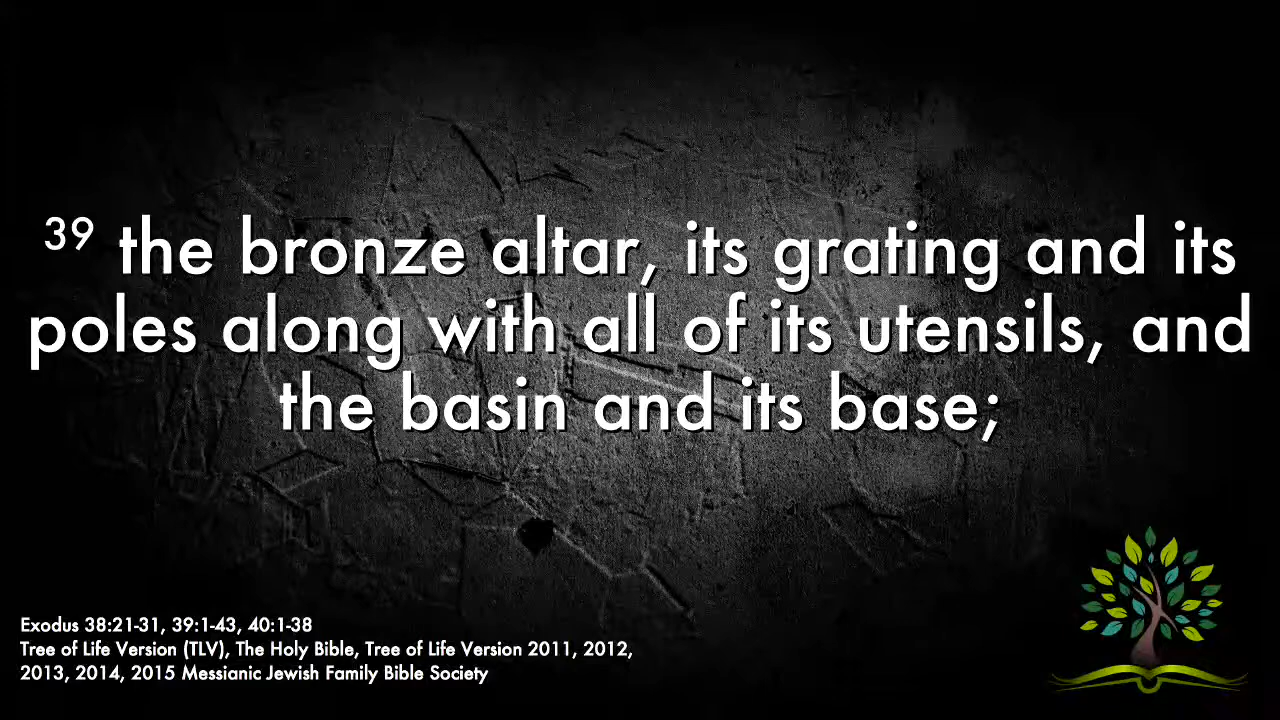 39 the bronze altar, its grating and its
poles along with all of its utensils, and
the basin and its base;
Exodus 38:21-31, 39:1-43, 40:1-38
Tree of Life Version (TLV), The Holy Bible, Tree of Life Version 2011, 2012,
2013, 2014, 2015 Messianic Jewish Family Bible Society